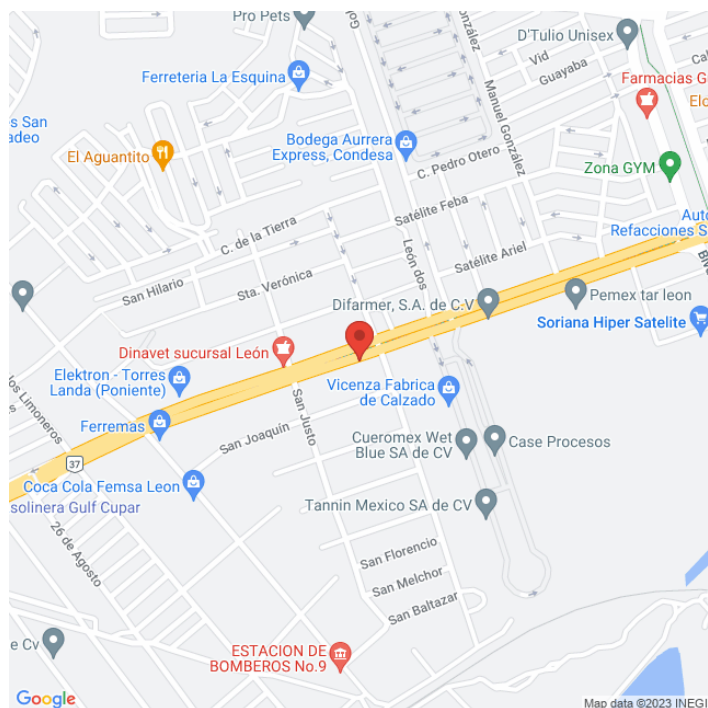 Pro Pets
D'Tulio Unisex
Vid
Guayaba
Ferreteria La Esquina
Manuel González
Farmacias G
El Aguantito
Bodega Aurrera
Express, Condesa
C. Pedro Otero
Zona GYM
Satélite Feba
Auto
Refacciones S
C. de la Tierra
León dos
Satélite Ariel
Sta. Verónica
San Hilario
Difarmer, S.A. de C.V
Pemex tar leon
Soriana Hiper Satelite
Dinavet sucursal León
Elektron - Torres
Landa (Poniente)
Vicenza Fabrica
de Calzado
San Justo
Ferremas
San Joaquín
Cueromex Wet
Blue SA de CV
Case Procesos
los Limoneros
37
Coca Cola Femsa Leon
solinera Gulf Cupar
Tannin Mexico SA de CV
26 de Agosto
San Florencio
San Melchor
San Baltazar
e Cv
ESTACION DE
BOMBEROS No.9
Google
Map data ©2023 INEGI